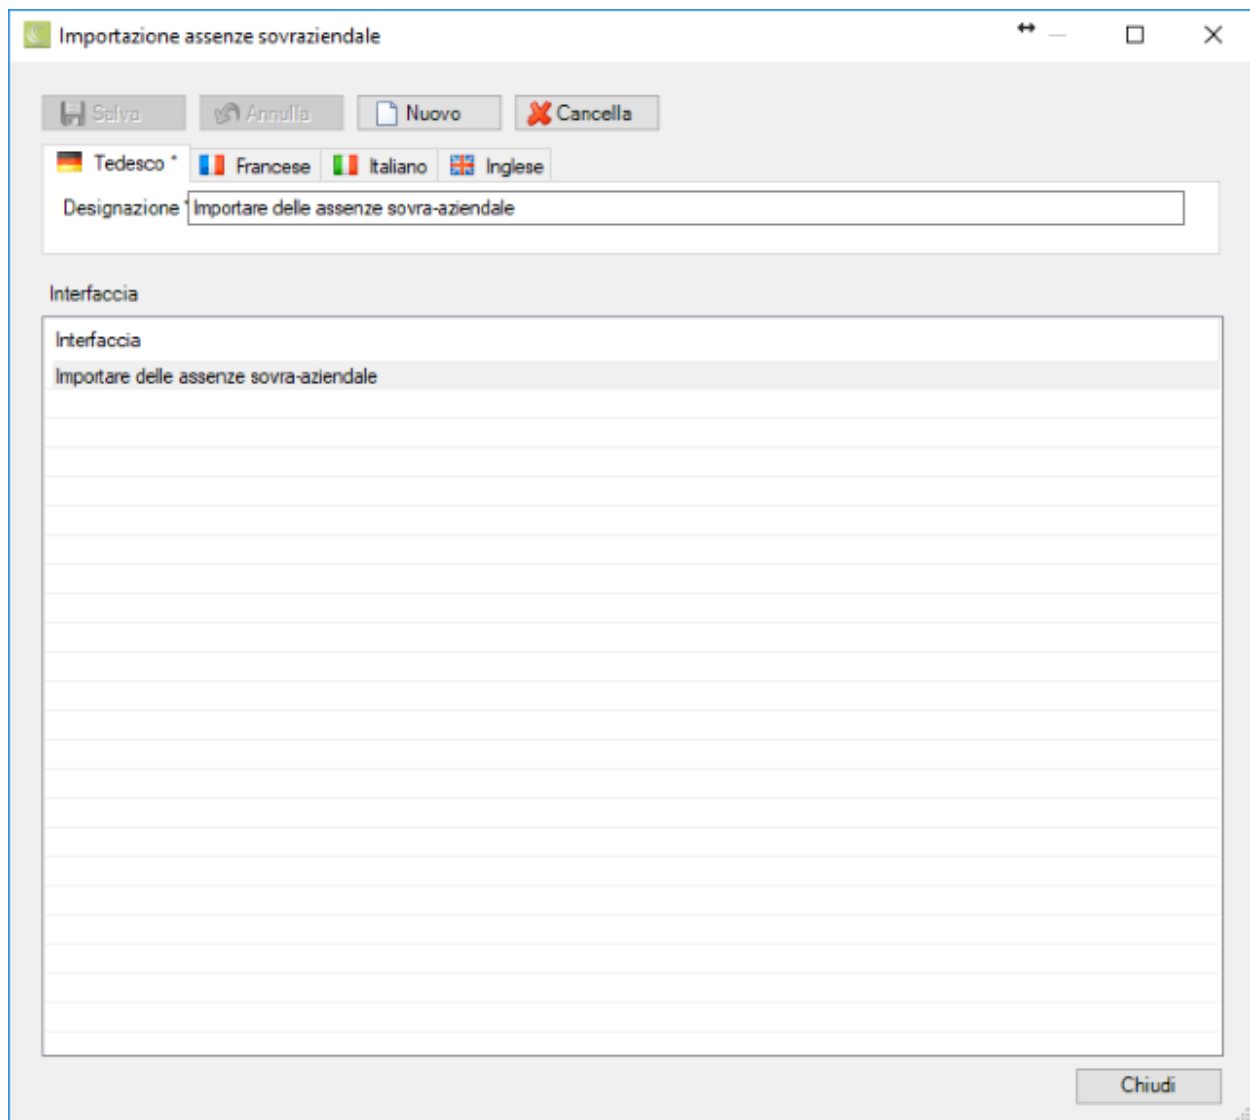 Importazione assenze sovraziendale
Salva Annulla Nuovo Cancella
Tedesco * Francese Italiano Inglese
Designazione * Importare delle assenze sovra-aziendale
Interfaccia
Interfaccia
Importare delle assenze sovra-aziendale
Chiudi